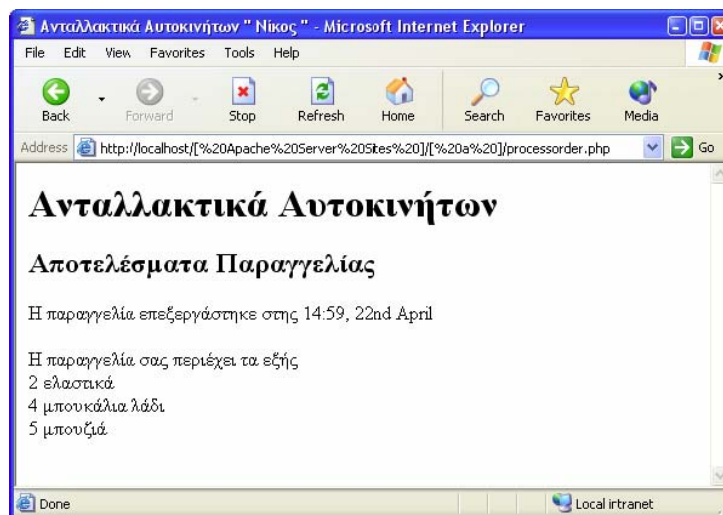 Ανταλλακτικά Αυτοκινήτων " Νίκος " - Microsoft Internet Explorer
File Edit View Favorites Tools Help
Back Forward Stop Refresh Home Search Favorites Media
Address http://localhost/[%20Apache%20Server%20Sites%20]/[%20a%20]/processorder.php Go
Ανταλλακτικά Αυτοκινήτων
Αποτελέσματα Παραγγελίας
Η παραγγελία επεξεργάστηκε στης 14:59, 22nd April
Η παραγγελία σας περιέχει τα εξής
2 ελαστικά
4 μπουκάλια λάδι
5 μπουζιά
Done Local intranet